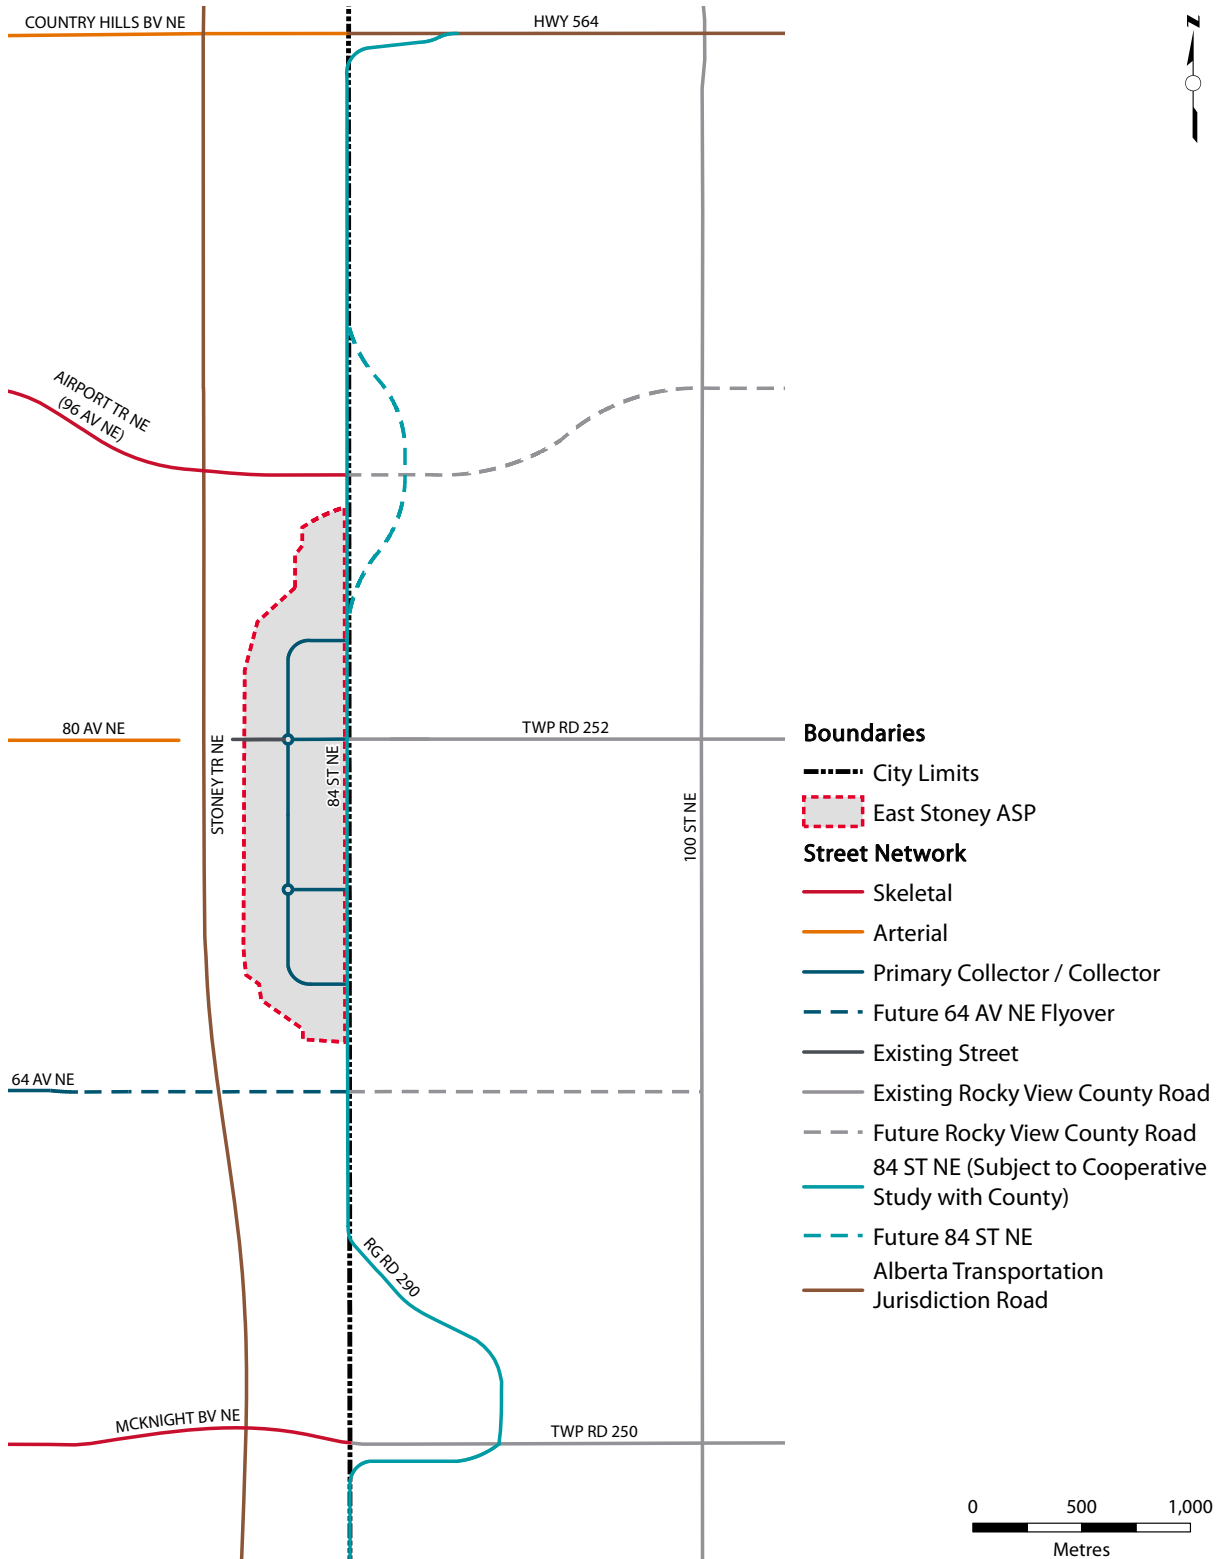 COUNTRY HILLS BV NE
HWY 564
N
AIRPORT TR NE
(96 AV NE)
80 AV NE
STONEY TR NE
84 ST NE
TWP RD 252
100 ST NE
64 AV NE
RG RD 290
MCKNIGHT BV NE
TWP RD 250
Boundaries
City Limits
East Stoney ASP
Street Network
Skeletal
Arterial
Primary Collector / Collector
Future 64 AV NE Flyover
Existing Street
Existing Rocky View County Road
Future Rocky View County Road
84 ST NE (Subject to Cooperative
Study with County)
Future 84 ST NE
Alberta Transportation
Jurisdiction Road
0 500 1,000
Metres